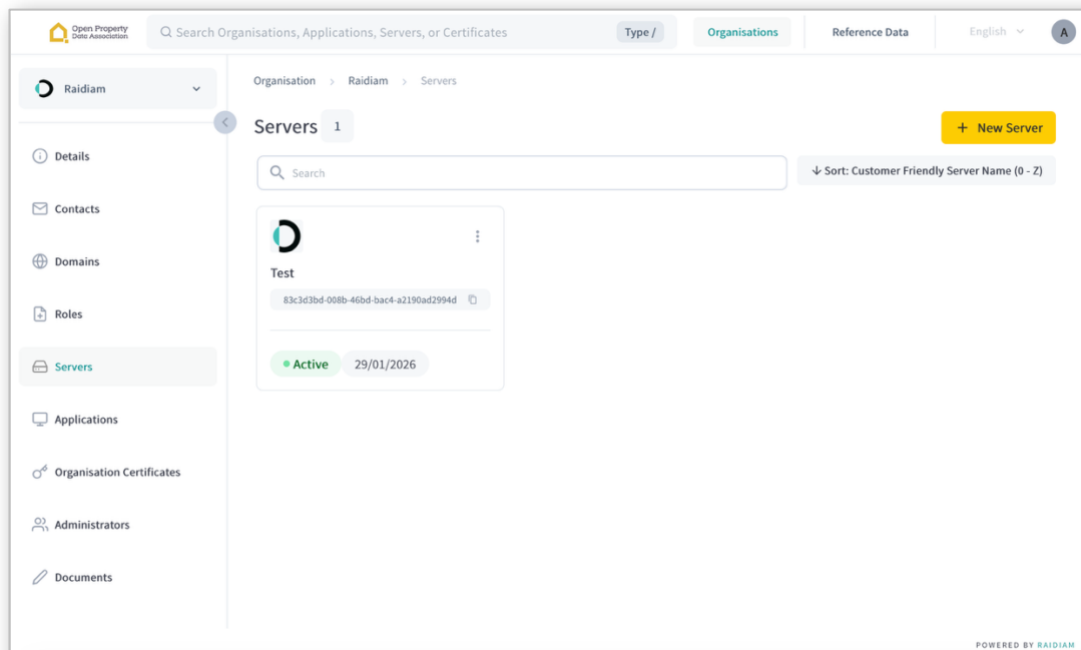 Open Property
Data Association
Search Organisations, Applications, Servers, or Certificates
Type /
Organisations
Reference Data
English
A
Raidiam
Organisation > Raidiam > Servers
Servers 1
+ New Server
Search
Sort: Customer Friendly Server Name (0 - Z)
Details
Contacts
Domains
Roles
Servers
Applications
Organisation Certificates
Administrators
Documents
Test
83c3d3bd-008b-46bd-bac4-a2190ad2994d
Active 29/01/2026
POWERED BY RAIDIAM